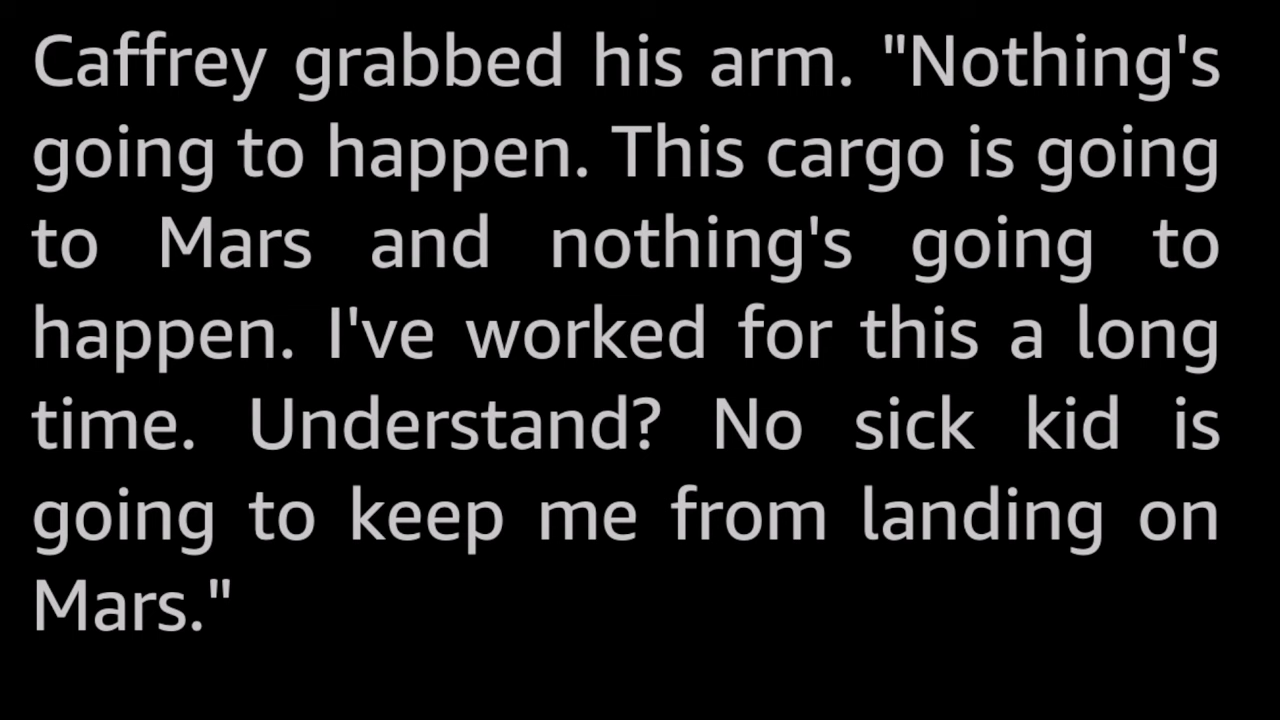 Caffrey grabbed his arm. "Nothing's
going to happen. This cargo is going
to Mars and nothing's going to
happen. I've worked for this a long
time. Understand? No sick kid is
going to keep me from landing on
Mars."